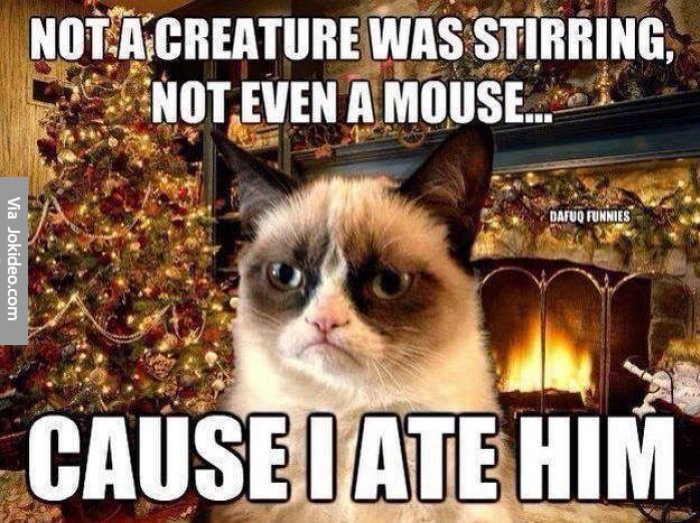 NOT A CREATURE WAS STIRRING,
NOT EVEN A MOUSE...
DAFUQ FUNNIES
Via Jokideo.com
CAUSE I ATE HIM